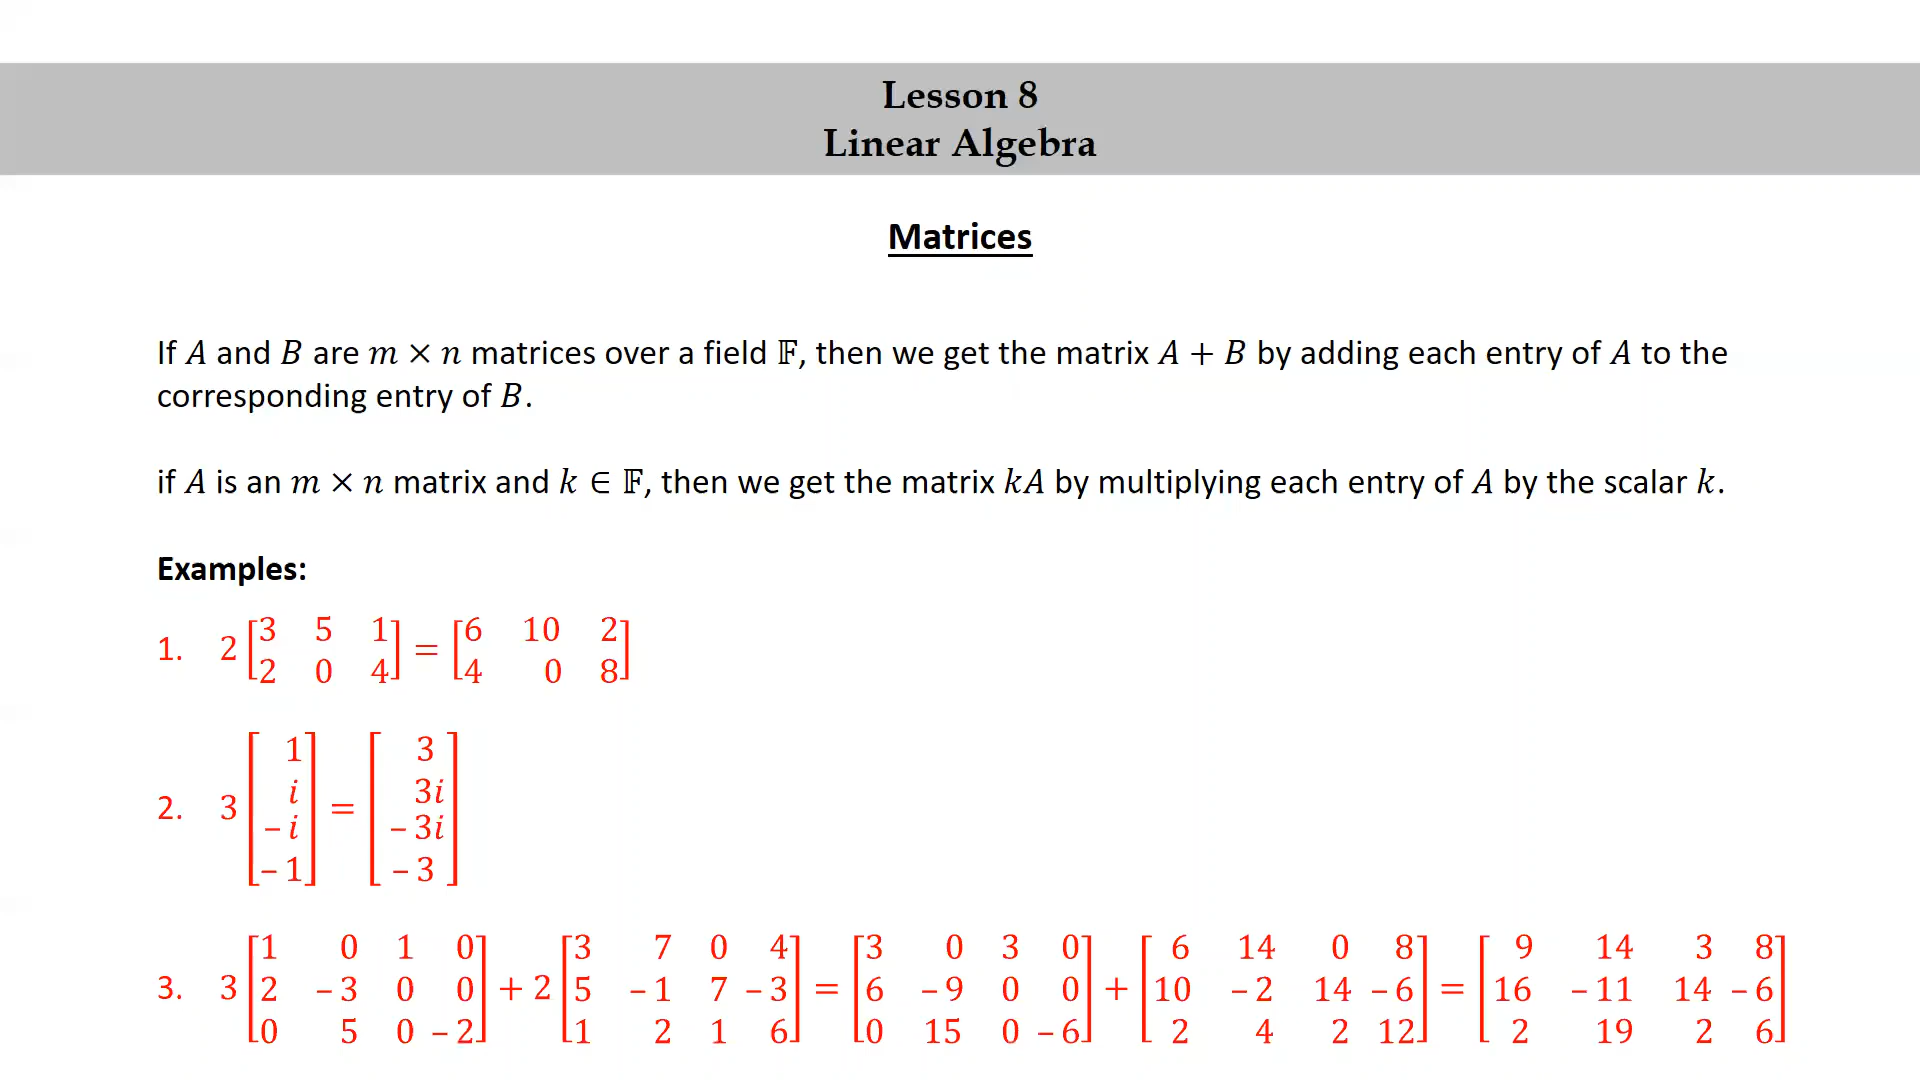 Lesson 8
Linear Algebra
Matrices
If A and B are m × n matrices over a field 𝔽, then we get the matrix A + B by adding each entry of A to the
corresponding entry of B.
if A is an m × n matrix and k ∈ 𝔽, then we get the matrix kA by multiplying each entry of A by the scalar k.
Examples:
1. 2 [3 5 1; 2 0 4] = [6 10 2; 4 0 8]
2. 3 [1; i; – i; – 1] = [3; 3i; – 3i; – 3]
3. 3 [1 0 1 0; 2 – 3 0 0; 0 5 0 – 2] + 2 [3 7 0 4; 5 – 1 7 – 3; 1 2 1 6] = [3 0 3 0; 6 – 9 0 0; 0 15 0 – 6] + [6 14 0 8; 10 – 2 14 – 6; 2 4 2 12] = [9 14 3 8; 16 – 11 14 – 6; 2 19 2 6]